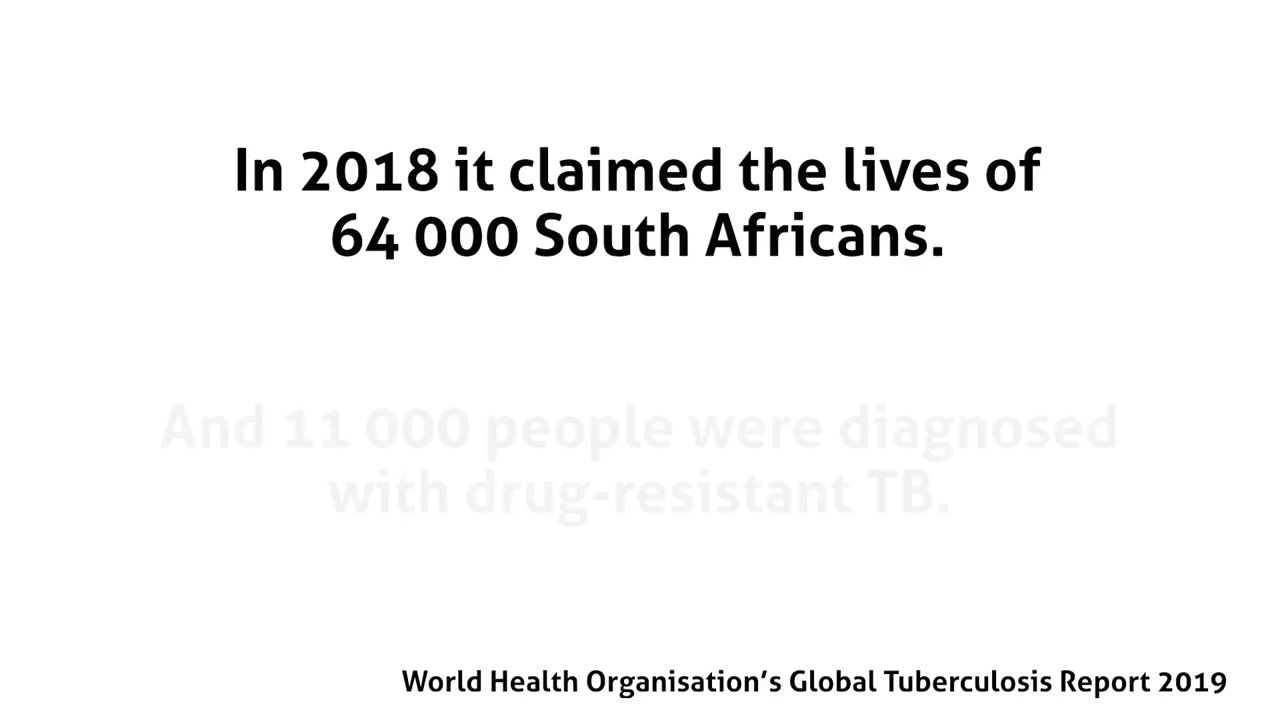 In 2018 it claimed the lives of
64 000 South Africans.
And 11 000 people were diagnosed
with drug-resistant TB.
World Health Organisation's Global Tuberculosis Report 2019